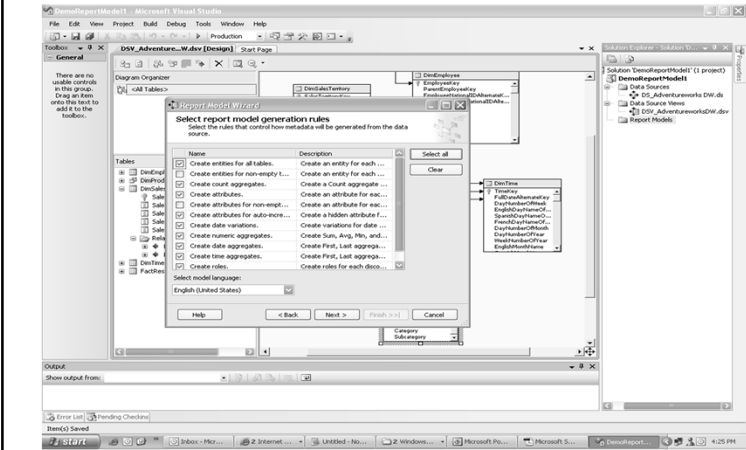 DemoReportModel1 - Microsoft Visual Studio
File Edit View Project Build Debug Data Tools Window Help
Production
Toolbox
General
There are no
usable controls
in this group.
Drag an item
onto this text to
add it to the
toolbox.
DSV_Adventure...W.dsv [Design] Start Page
Diagram Organizer
<All Tables>
Tables
DimEmpl
DimProd
DimSales
Sale
Sale
Sale
Sale
Rela
DimTime
FactRes
DimSalesTerritory
DimEmployee
EmployeeKey
ParentEmployeeKey
Report Model Wizard
Select report model generation rules
Select the rules that control how metadata will be generated from the data
source.
Name Description
Create entities for all tables. Create an entity for each ...
Create entities for non-empty t... Create an entity for each ...
Create count aggregates. Create a Count aggregate ...
Create attributes. Create an attribute for eac...
Create attributes for non-empt... Create an attribute for eac...
Create attributes for auto-incre... Create a hidden attribute f...
Create date variations. Create variations for date ...
Create numeric aggregates. Create Sum, Avg, Min, and...
Create date aggregates. Create First, Last aggrega...
Create time aggregates. Create First, Last aggrega...
Create roles. Create roles for each disco...
Select all
Clear
Select model language:
English (United States)
Help < Back Next > Finish >>| Cancel
DimTime
TimeKey
FullDateAlternateKey
DayNumberOfWeek
EnglishDayNameOf...
SpanishDayNameO...
FrenchDayNameOf...
DayNumberOfMonth
DayNumberOfYear
WeekNumberOfYear
EnglishMonthName
Category
Subcategory
Solution Explorer - Solution 'D...
Solution 'DemoReportModel1' (1 project)
DemoReportModel1
Data Sources
DS_AdventureworksDW.ds
Data Source Views
DSV_AdventureworksDW.dsv
Report Models
Properties
Output
Show output from:
Error List Pending Checkins
Item(s) Saved
start Inbox - Micr... 2 Internet ... Untitled - No... 2 Windows... Microsoft Po... Microsoft S... DemoReport... 4:25 PM